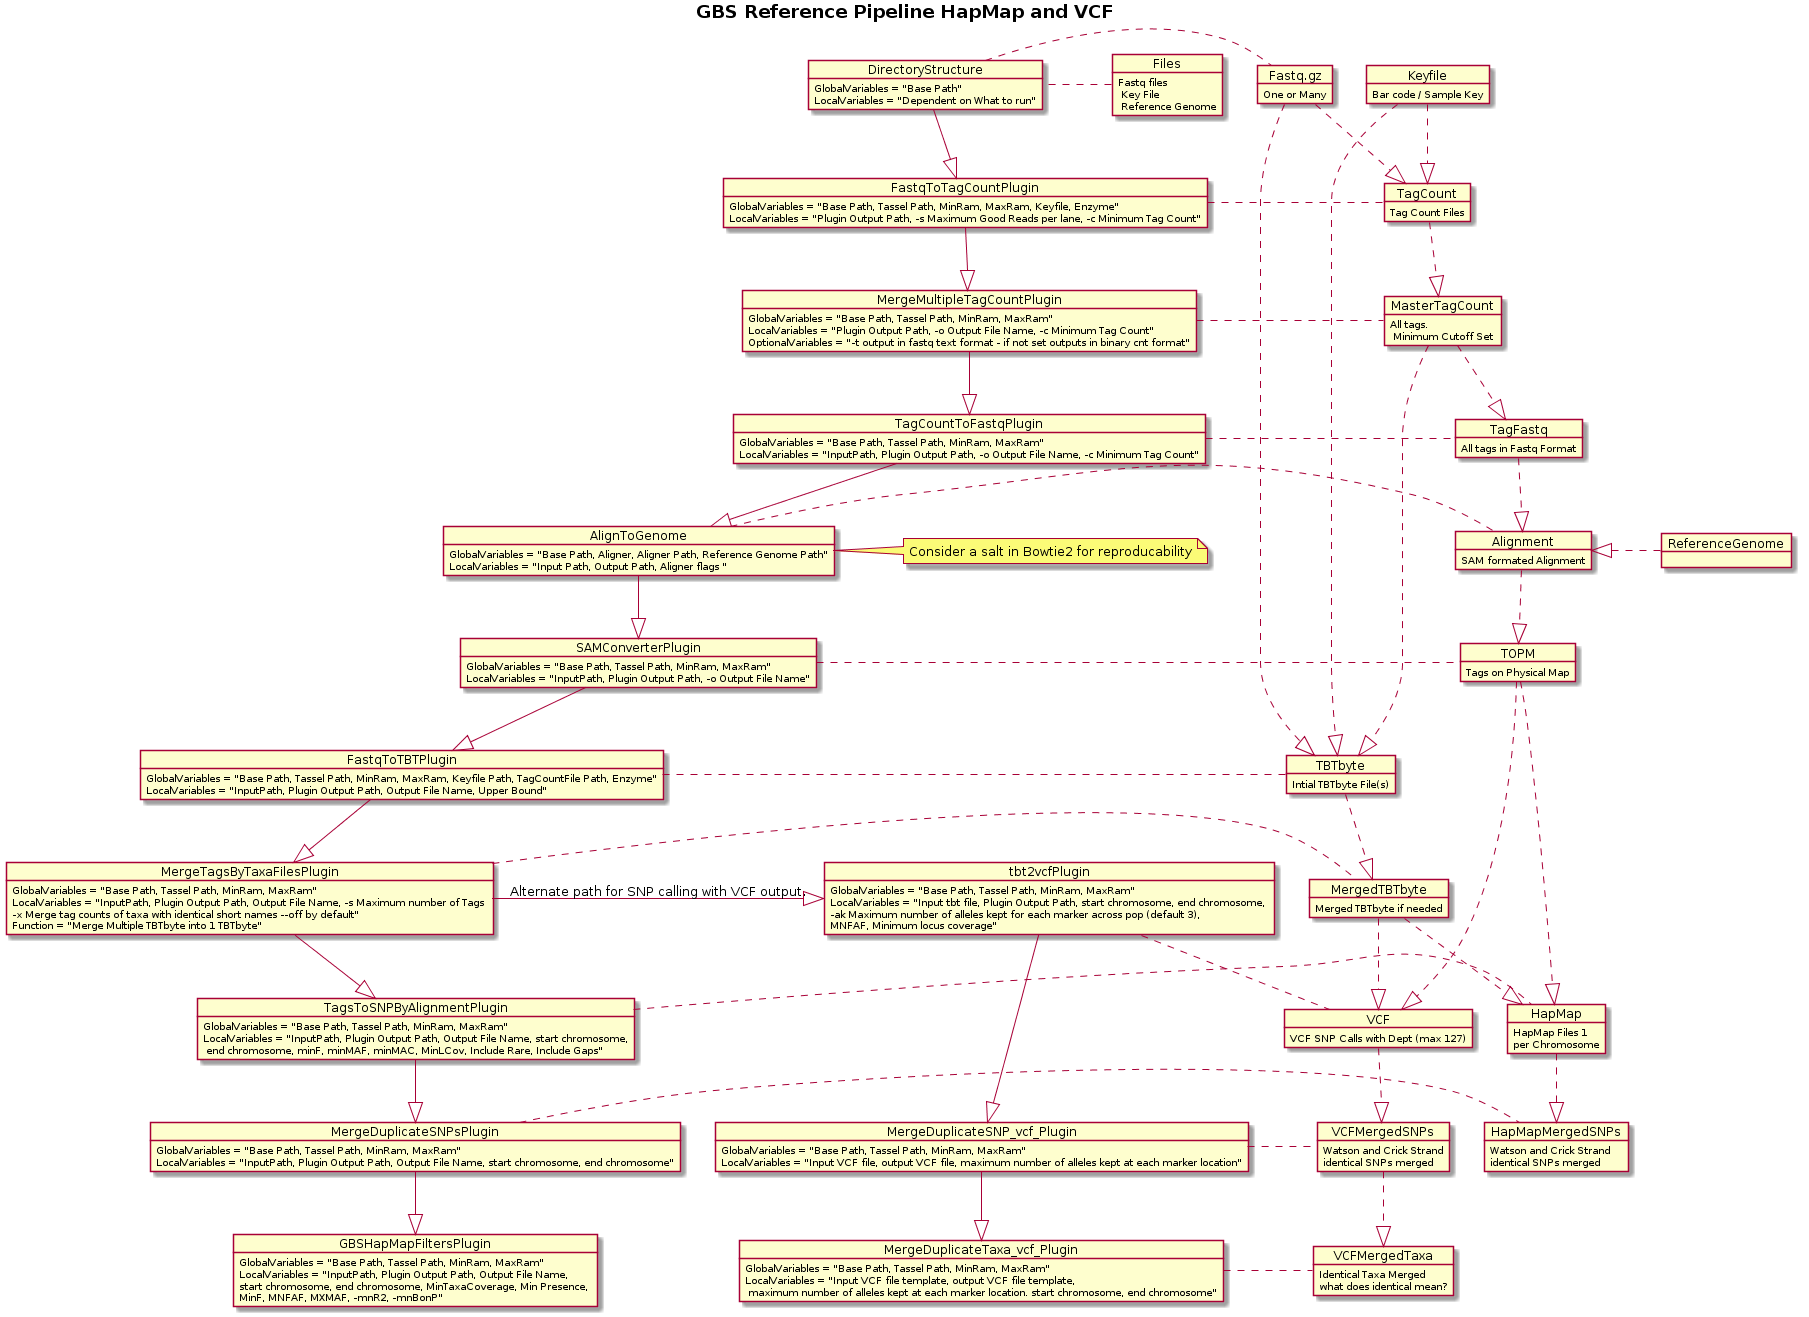 GBS Reference Pipeline HapMap and VCF
DirectoryStructure
GlobalVariables = "Base Path"
LocalVariables = "Dependent on What to run"
Files
Fastq files
Key File
Reference Genome
Fastq.gz
One or Many
Keyfile
Bar code / Sample Key
FastqToTagCountPlugin
GlobalVariables = "Base Path, Tassel Path, MinRam, MaxRam, Keyfile, Enzyme"
LocalVariables = "Plugin Output Path, -s Maximum Good Reads per lane, -c Minimum Tag Count"
TagCount
Tag Count Files
MergeMultipleTagCountPlugin
GlobalVariables = "Base Path, Tassel Path, MinRam, MaxRam"
LocalVariables = "Plugin Output Path, -o Output File Name, -c Minimum Tag Count"
OptionalVariables = "-t output in fastq text format - if not set outputs in binary cnt format"
MasterTagCount
All tags.
Minimum Cutoff Set
TagCountToFastqPlugin
GlobalVariables = "Base Path, Tassel Path, MinRam, MaxRam"
LocalVariables = "InputPath, Plugin Output Path, -o Output File Name, -c Minimum Tag Count"
TagFastq
All tags in Fastq Format
AlignToGenome
GlobalVariables = "Base Path, Aligner, Aligner Path, Reference Genome Path"
LocalVariables = "Input Path, Output Path, Aligner flags "
Consider a salt in Bowtie2 for reproducability
Alignment
SAM formated Alignment
ReferenceGenome
SAMConverterPlugin
GlobalVariables = "Base Path, Tassel Path, MinRam, MaxRam"
LocalVariables = "InputPath, Plugin Output Path, -o Output File Name"
TOPM
Tags on Physical Map
FastqToTBTPlugin
GlobalVariables = "Base Path, Tassel Path, MinRam, MaxRam, Keyfile Path, TagCountFile Path, Enzyme"
LocalVariables = "InputPath, Plugin Output Path, Output File Name, Upper Bound"
TBTbyte
Intial TBTbyte File(s)
MergeTagsByTaxaFilesPlugin
GlobalVariables = "Base Path, Tassel Path, MinRam, MaxRam"
LocalVariables = "InputPath, Plugin Output Path, Output File Name, -s Maximum number of Tags
-x Merge tag counts of taxa with identical short names --off by default"
Function = "Merge Multiple TBTbyte into 1 TBTbyte"
Alternate path for SNP calling with VCF output.
tbt2vcfPlugin
GlobalVariables = "Base Path, Tassel Path, MinRam, MaxRam"
LocalVariables = "Input tbt file, Plugin Output Path, start chromosome, end chromosome,
-ak Maximum number of alleles kept for each marker across pop (default 3),
MNFAF, Minimum locus coverage"
MergedTBTbyte
Merged TBTbyte if needed
TagsToSNPByAlignmentPlugin
GlobalVariables = "Base Path, Tassel Path, MinRam, MaxRam"
LocalVariables = "InputPath, Plugin Output Path, Output File Name, start chromosome,
end chromosome, minF, minMAF, minMAC, MinLCov, Include Rare, Include Gaps"
VCF
VCF SNP Calls with Dept (max 127)
HapMap
HapMap Files 1
per Chromosome
MergeDuplicateSNPsPlugin
GlobalVariables = "Base Path, Tassel Path, MinRam, MaxRam"
LocalVariables = "InputPath, Plugin Output Path, Output File Name, start chromosome, end chromosome"
MergeDuplicateSNP_vcf_Plugin
GlobalVariables = "Base Path, Tassel Path, MinRam, MaxRam"
LocalVariables = "Input VCF file, output VCF file, maximum number of alleles kept at each marker location"
VCFMergedSNPs
Watson and Crick Strand
identical SNPs merged
HapMapMergedSNPs
Watson and Crick Strand
identical SNPs merged
GBSHapMapFiltersPlugin
GlobalVariables = "Base Path, Tassel Path, MinRam, MaxRam"
LocalVariables = "InputPath, Plugin Output Path, Output File Name,
start chromosome, end chromosome, MinTaxaCoverage, Min Presence,
MinF, MNFAF, MXMAF, -mnR2, -mnBonP"
MergeDuplicateTaxa_vcf_Plugin
GlobalVariables = "Base Path, Tassel Path, MinRam, MaxRam"
LocalVariables = "Input VCF file template, output VCF file template,
maximum number of alleles kept at each marker location. start chromosome, end chromosome"
VCFMergedTaxa
Identical Taxa Merged
what does identical mean?